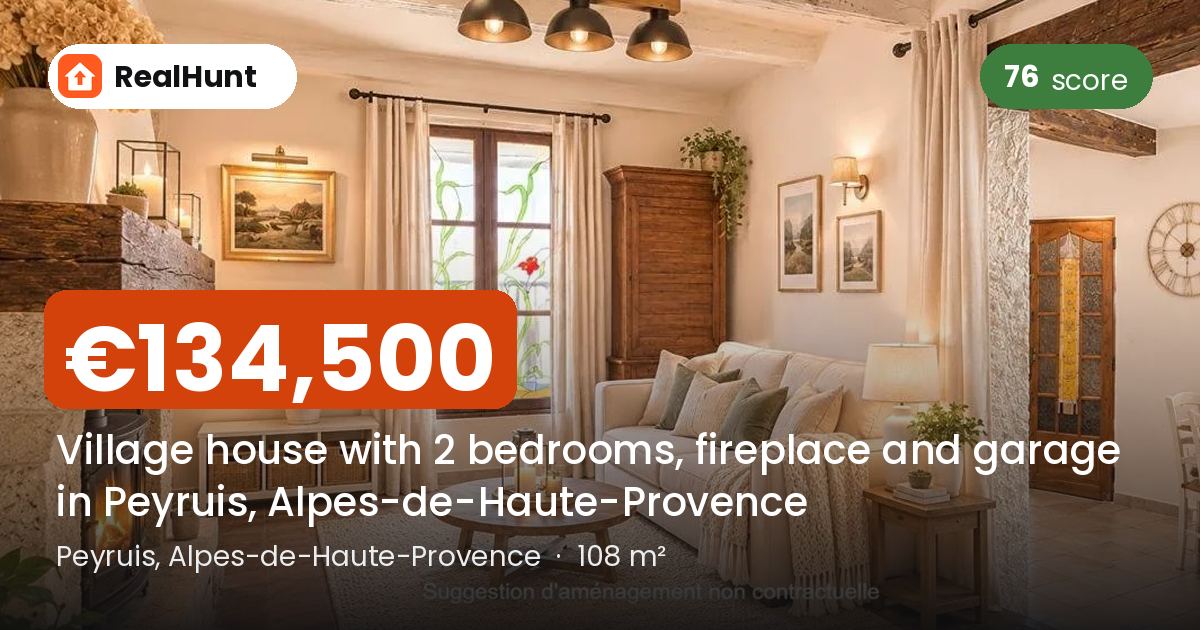 RealHunt
76 score
€134,500
Village house with 2 bedrooms, fireplace and garage
in Peyruis, Alpes-de-Haute-Provence
Peyruis, Alpes-de-Haute-Provence · 108 m²
Suggestion d'aménagement non contractuelle